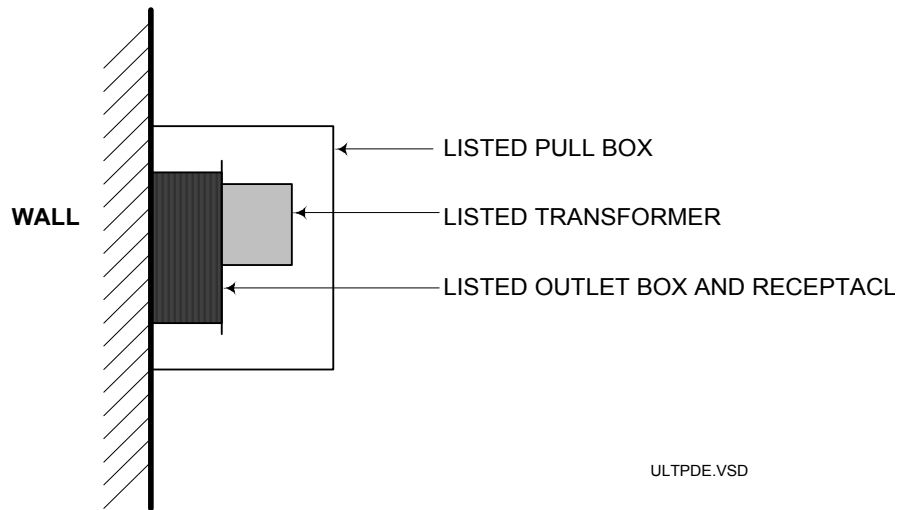 LISTED PULL BOX
WALL
LISTED TRANSFORMER
LISTED OUTLET BOX AND RECEPTACL
ULTPDE.VSD